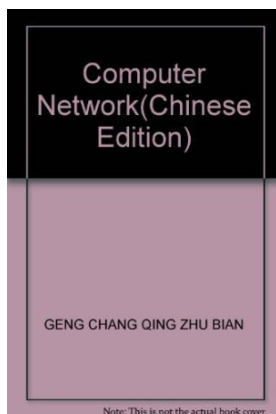 Computer
Network(Chinese
Edition)
GENG CHANG QING ZHU BIAN
Note: This is not the actual book cover